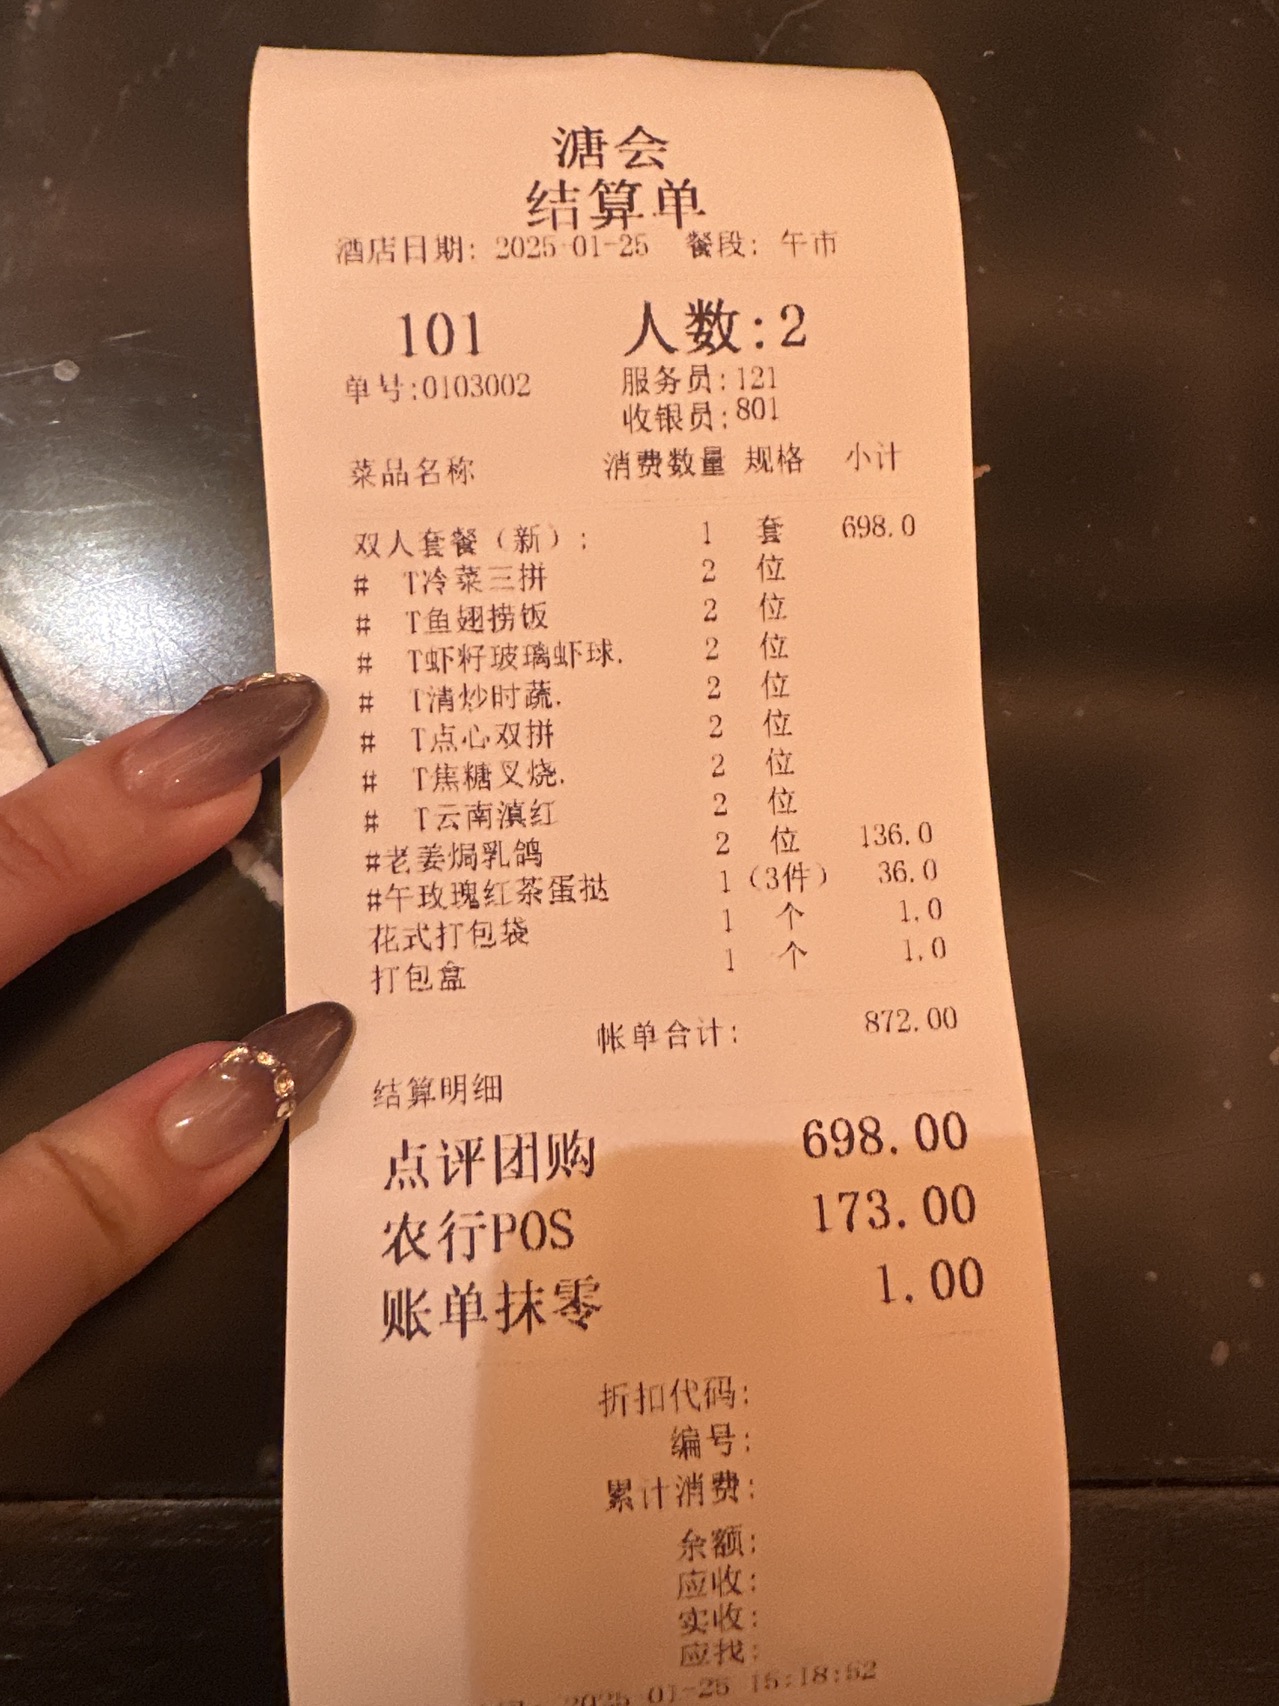 溏会
结算单
酒店日期: 2025-01-25 餐段: 午市
101 人数:2
单号:0103002 服务员:121
收银员:801
菜品名称 消费数量 规格 小计
双人套餐（新）: 1 套 698.0
# T冷菜三拼 2 位
# T鱼翅捞饭 2 位
# T虾籽玻璃虾球. 2 位
# T清炒时蔬. 2 位
# T点心双拼 2 位
# T焦糖叉烧. 2 位
# T云南滇红 2 位
#老姜焗乳鸽 2 位 136.0
#午玫瑰红茶蛋挞 1 (3件) 36.0
花式打包袋 1 个 1.0
打包盒 1 个 1.0
帐单合计: 872.00
结算明细
点评团购 698.00
农行POS 173.00
账单抹零 1.00
折扣代码:
编号:
累计消费:
余额:
应收:
实收:
应找:
2025-01-25 15:18:52